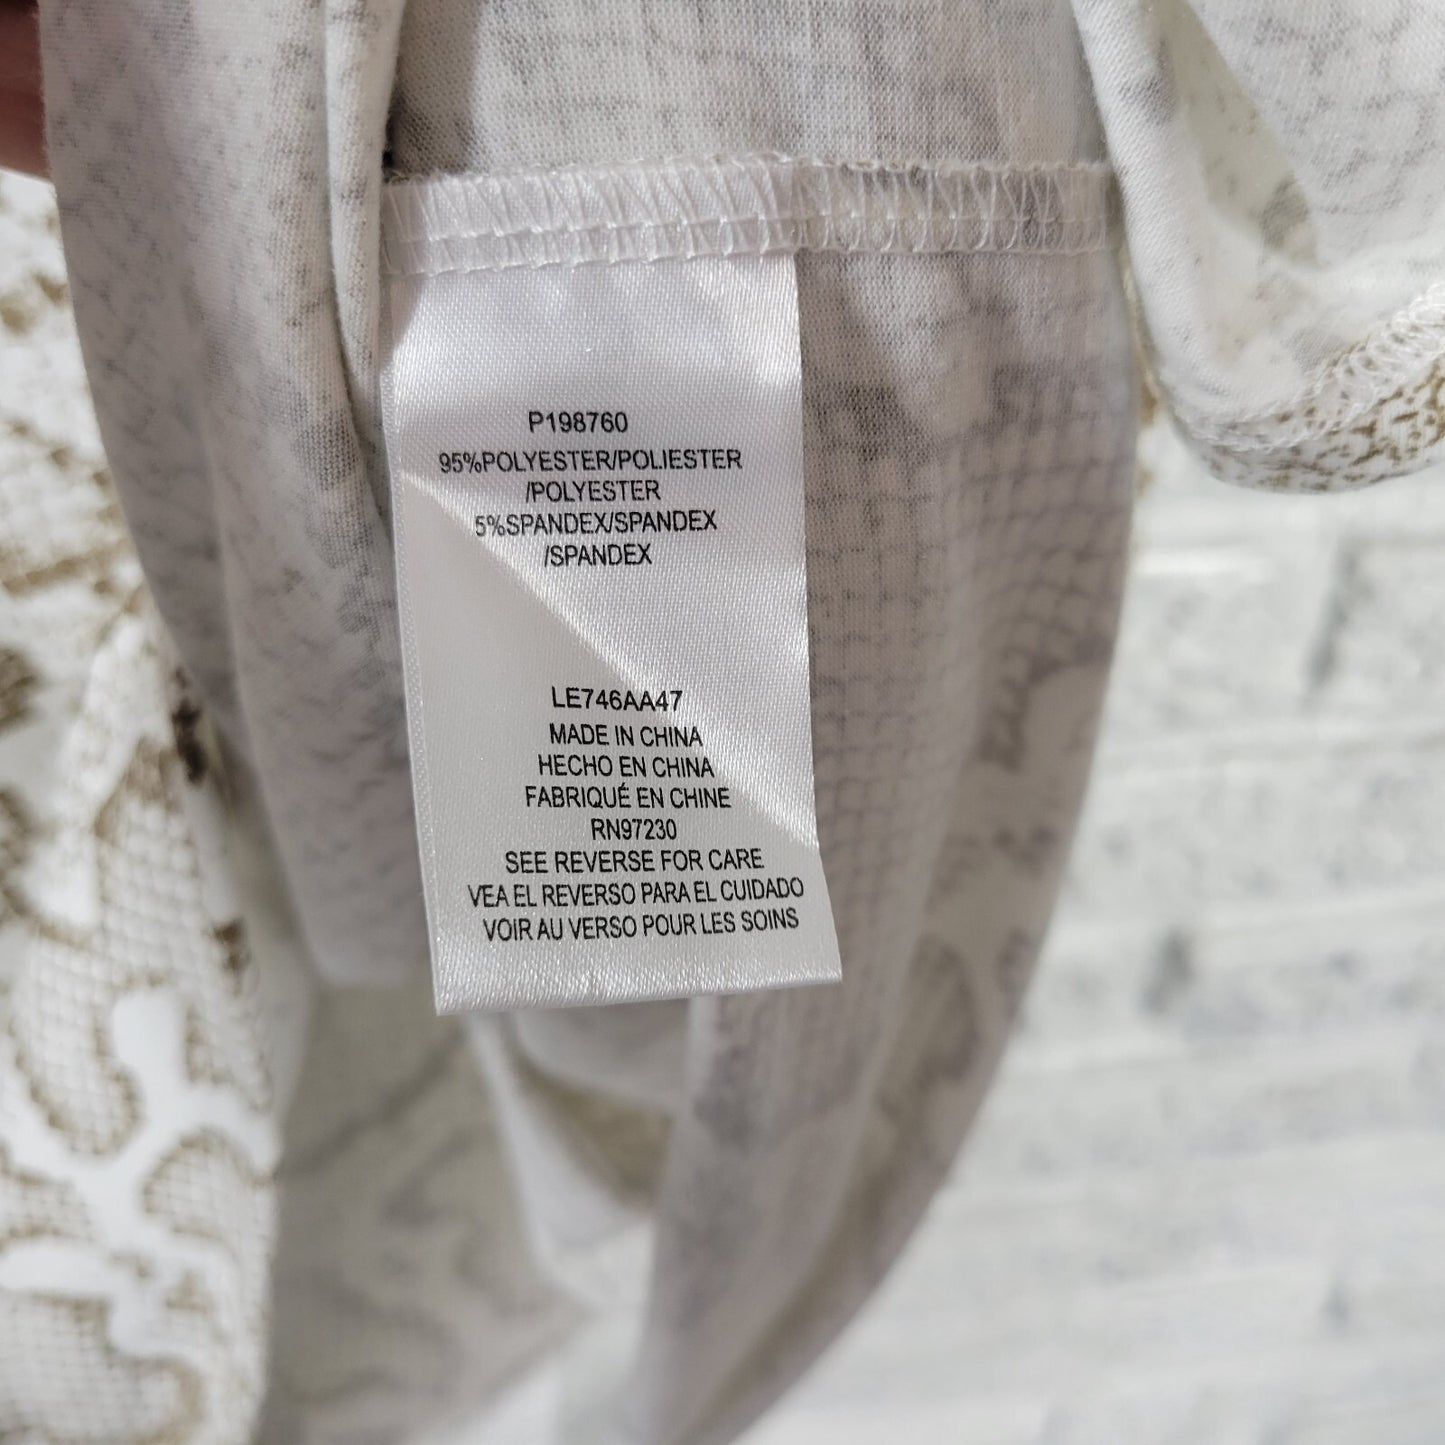 P198760
95%POLYESTER/POLIESTER
/POLYESTER
5%SPANDEX/SPANDEX
/SPANDEX
LE746AA47
MADE IN CHINA
HECHO EN CHINA
FABRIQUÉ EN CHINE
RN97230
SEE REVERSE FOR CARE
VEA EL REVERSO PARA EL CUIDADO
VOIR AU VERSO POUR LES SOINS